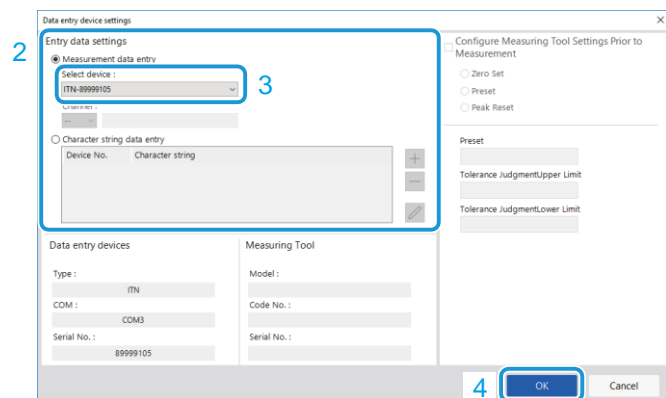 Data entry device settings
2
Entry data settings
Measurement data entry
Select device :
ITN-89999105
3
Channel :
--
Character string data entry
Device No. Character string
Configure Measuring Tool Settings Prior to
Measurement
Zero Set
Preset
Peak Reset
Preset
Tolerance JudgmentUpper Limit
Tolerance JudgmentLower Limit
Data entry devices
Type :
ITN
COM :
COM3
Serial No. :
89999105
Measuring Tool
Model :
Code No. :
Serial No. :
4
OK
Cancel